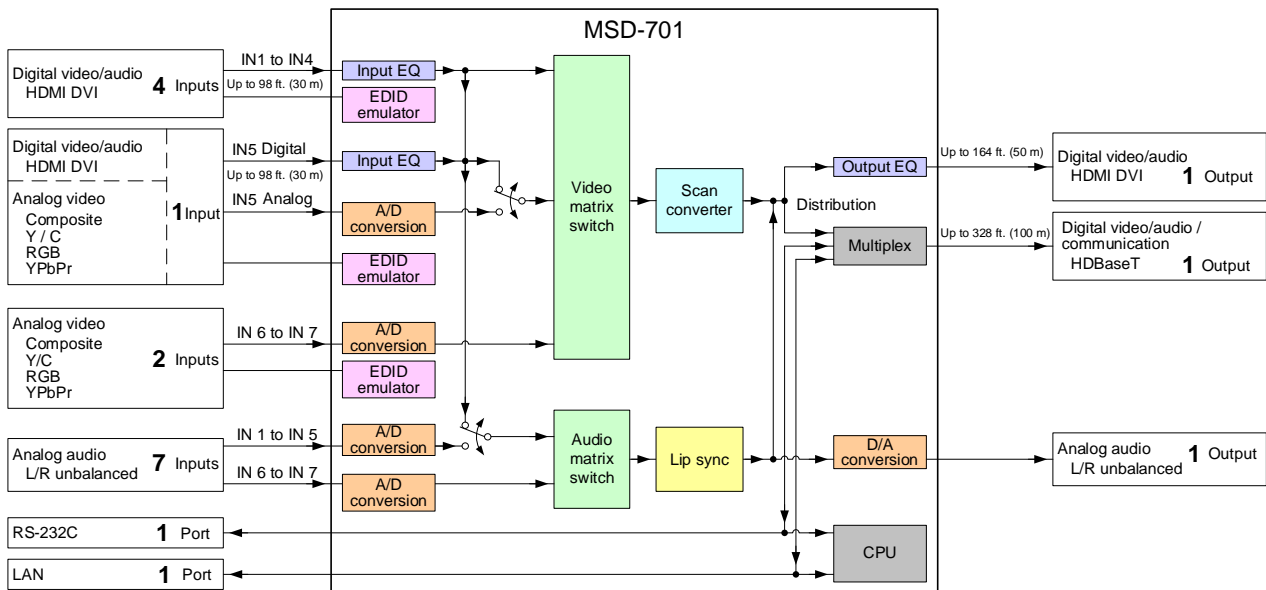 MSD-701
Digital video/audio
HDMI DVI
4 Inputs
IN1 to IN4
Up to 98 ft. (30 m)
Input EQ
EDID
emulator
Digital video/audio
HDMI DVI
Analog video
Composite
Y / C
RGB
YPbPr
1 Input
IN5 Digital
Up to 98 ft. (30 m)
IN5 Analog
Input EQ
A/D
conversion
EDID
emulator
Analog video
Composite
Y/C
RGB
YPbPr
2 Inputs
IN 6 to IN 7
A/D
conversion
EDID
emulator
Analog audio
L/R unbalanced
7 Inputs
IN 1 to IN 5
IN 6 to IN 7
A/D
conversion
A/D
conversion
RS-232C
1 Port
LAN
1 Port
Video
matrix
switch
Scan
converter
Audio
matrix
switch
Lip sync
Distribution
Output EQ
Multiplex
D/A
conversion
CPU
Up to 164 ft. (50 m)
Digital video/audio
HDMI DVI
1 Output
Up to 328 ft. (100 m)
Digital video/audio /
communication
HDBaseT
1 Output
Analog audio
L/R unbalanced
1 Output